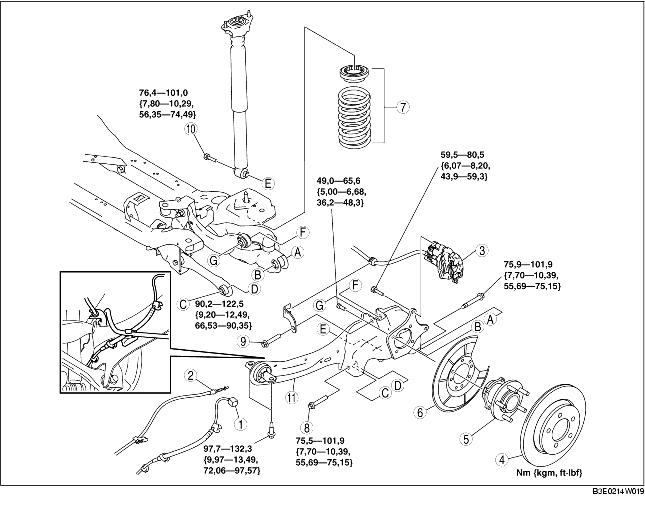 76,4—101,0
{7,80—10,29,
56,35—74,49}
10
E
7
59,5—80,5
{6,07—8,20,
43,9—59,3}
49,0—65,6
{5,00—6,68,
36,2—48,3}
F
A
G
B
D
C
3
75,9—101,9
{7,70—10,39,
55,69—75,15}
90,2—122,5
{9,20—12,49,
66,53—90,35}
F
G
E
B
A
9
2
11
C
D
6
1
8
5
4
97,7—132,3
{9,97—13,49,
72,06—97,57}
75,5—101,9
{7,70—10,39,
55,69—75,15}
Nm {kgm, ft-lbf}
B3E0214W019